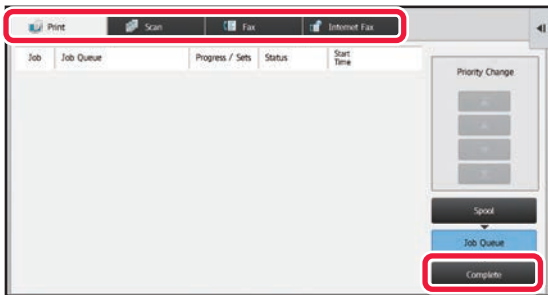 Print Scan Fax Internet Fax
Job Job Queue Progress / Sets Status Start Time
Priority Change
Spool
Job Queue
Complete